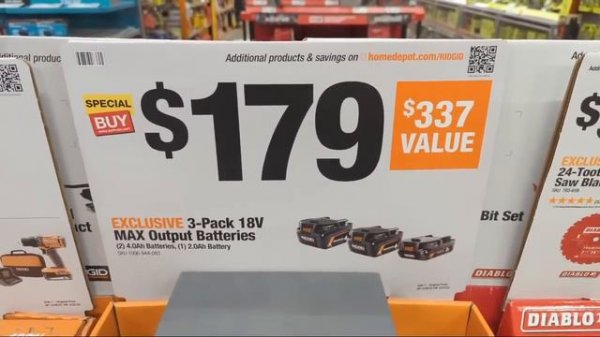 Additional products & savings on homedepot.com/RIDGID
SPECIAL
BUY
$179
$337
VALUE
EXCLUSIVE 3-Pack 18V
MAX Output Batteries
(2) 4.0Ah Batteries, (1) 2.0Ah Battery
Bit Set
EXCLUS
24-Toot
Saw Bla
DIABLO
DIABLO